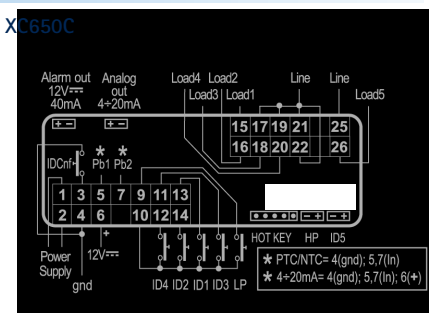 XC650C
Alarm out Analog Load4 Load2 Line Line
12V⎓ out Load3 Load1 Load5
40mA 4÷20mA
+ - + -
15 17 19 21 25
16 18 20 22 26
IDCnf * Pb1 * Pb2
1 3 5 7 9 11 13
2 4 6 10 12 14
+ - + -
HOT KEY HP ID5
Power Supply
gnd
12V⎓ +
ID4 ID2 ID1 ID3 LP
* PTC/NTC= 4(gnd); 5,7(In)
* 4÷20mA= 4(gnd); 5,7(In); 6(+)